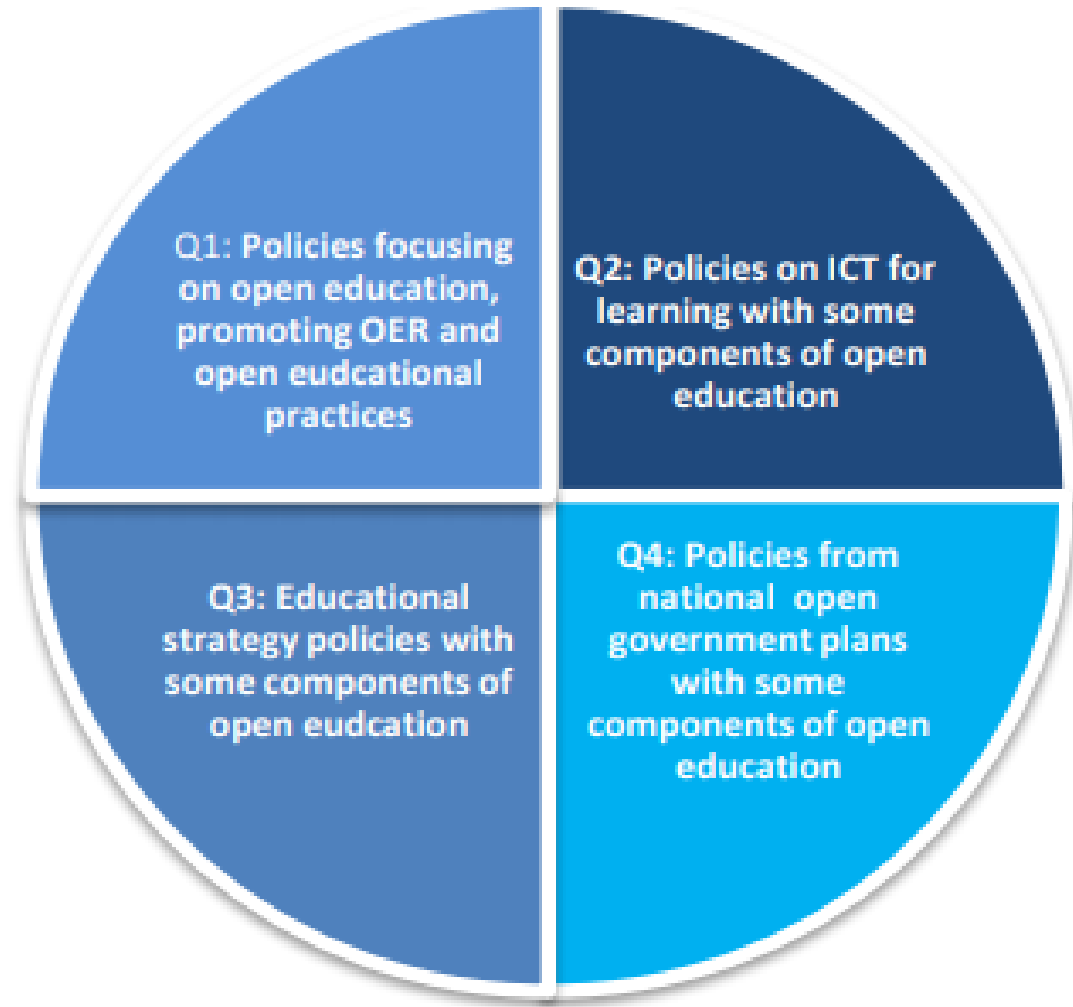 Q1: Policies focusing
on open education,
promoting OER and
open eudcational
practices
Q2: Policies on ICT for
learning with some
components of open
education
Q3: Educational
strategy policies with
some components of
open eudcation
Q4: Policies from
national open
government plans
with some
components of open
education